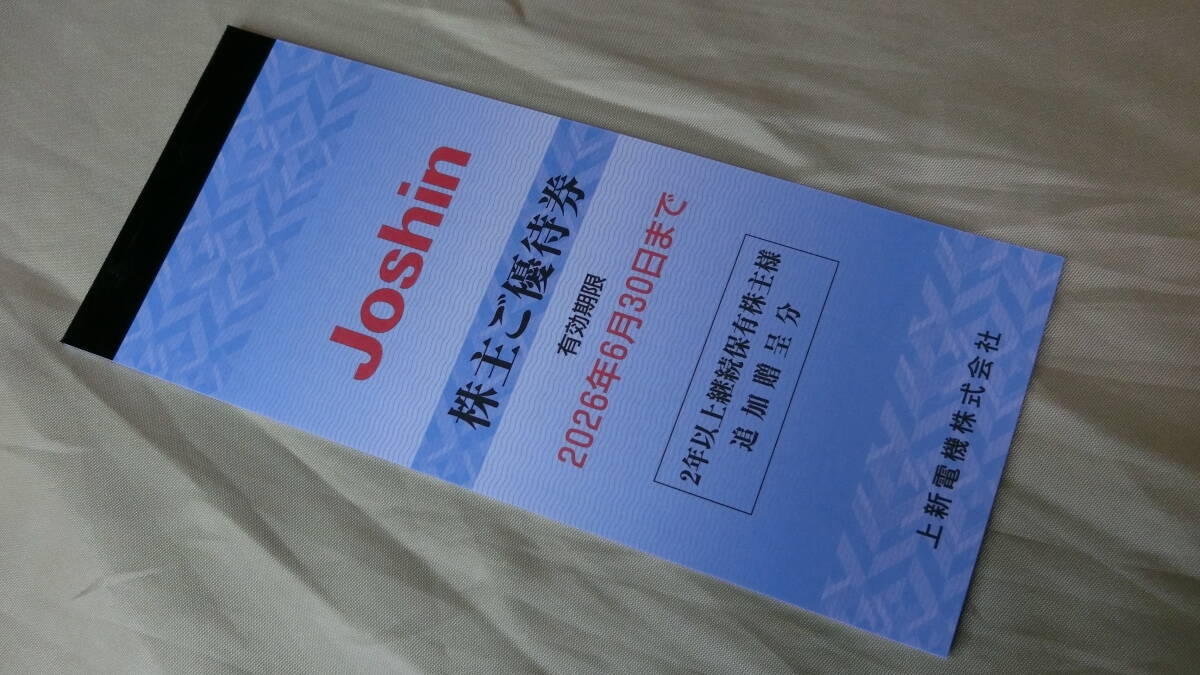 Joshin
株主ご優待券
有効期限
2026年6月30日まで
2年以上継続保有株主様
追加贈呈分
上新電機株式会社